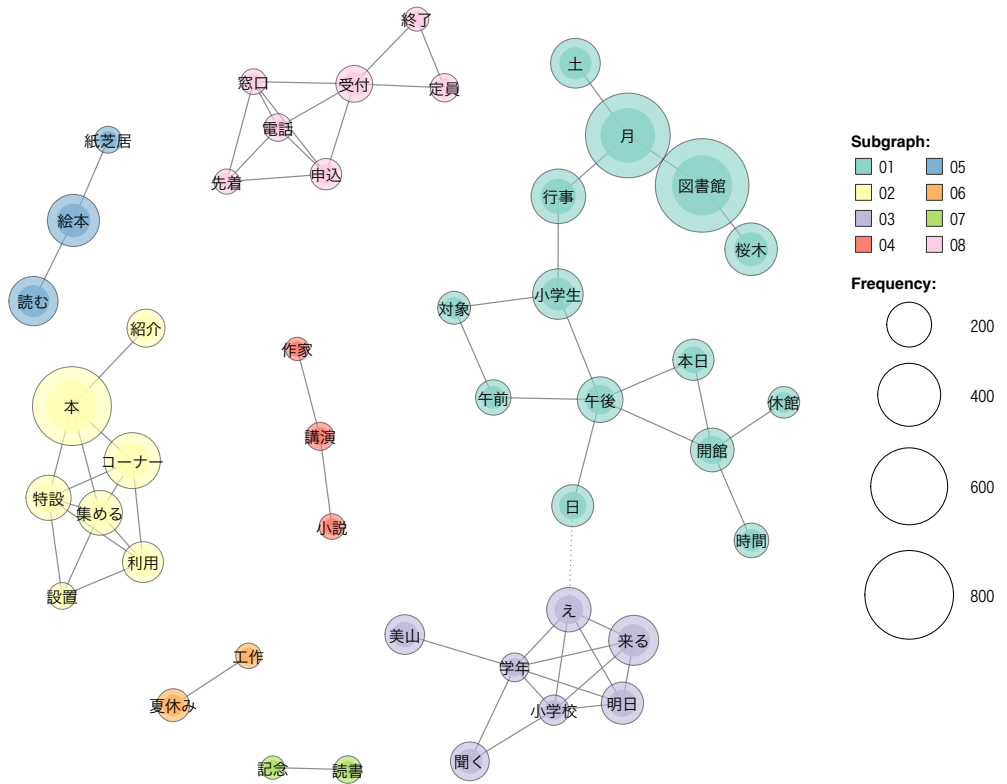 終了
窓口
受付
定員
電話
先着
申込
紙芝居
絵本
読む
土
月
図書館
行事
桜木
小学生
対象
午前
午後
本日
休館
開館
日
時間
紹介
本
コーナー
特設
集める
利用
設置
作家
講演
小説
え
美山
来る
学年
小学校
明日
聞く
工作
夏休み
記念
読書
Subgraph:
01
05
02
06
03
07
04
08
Frequency:
200
400
600
800